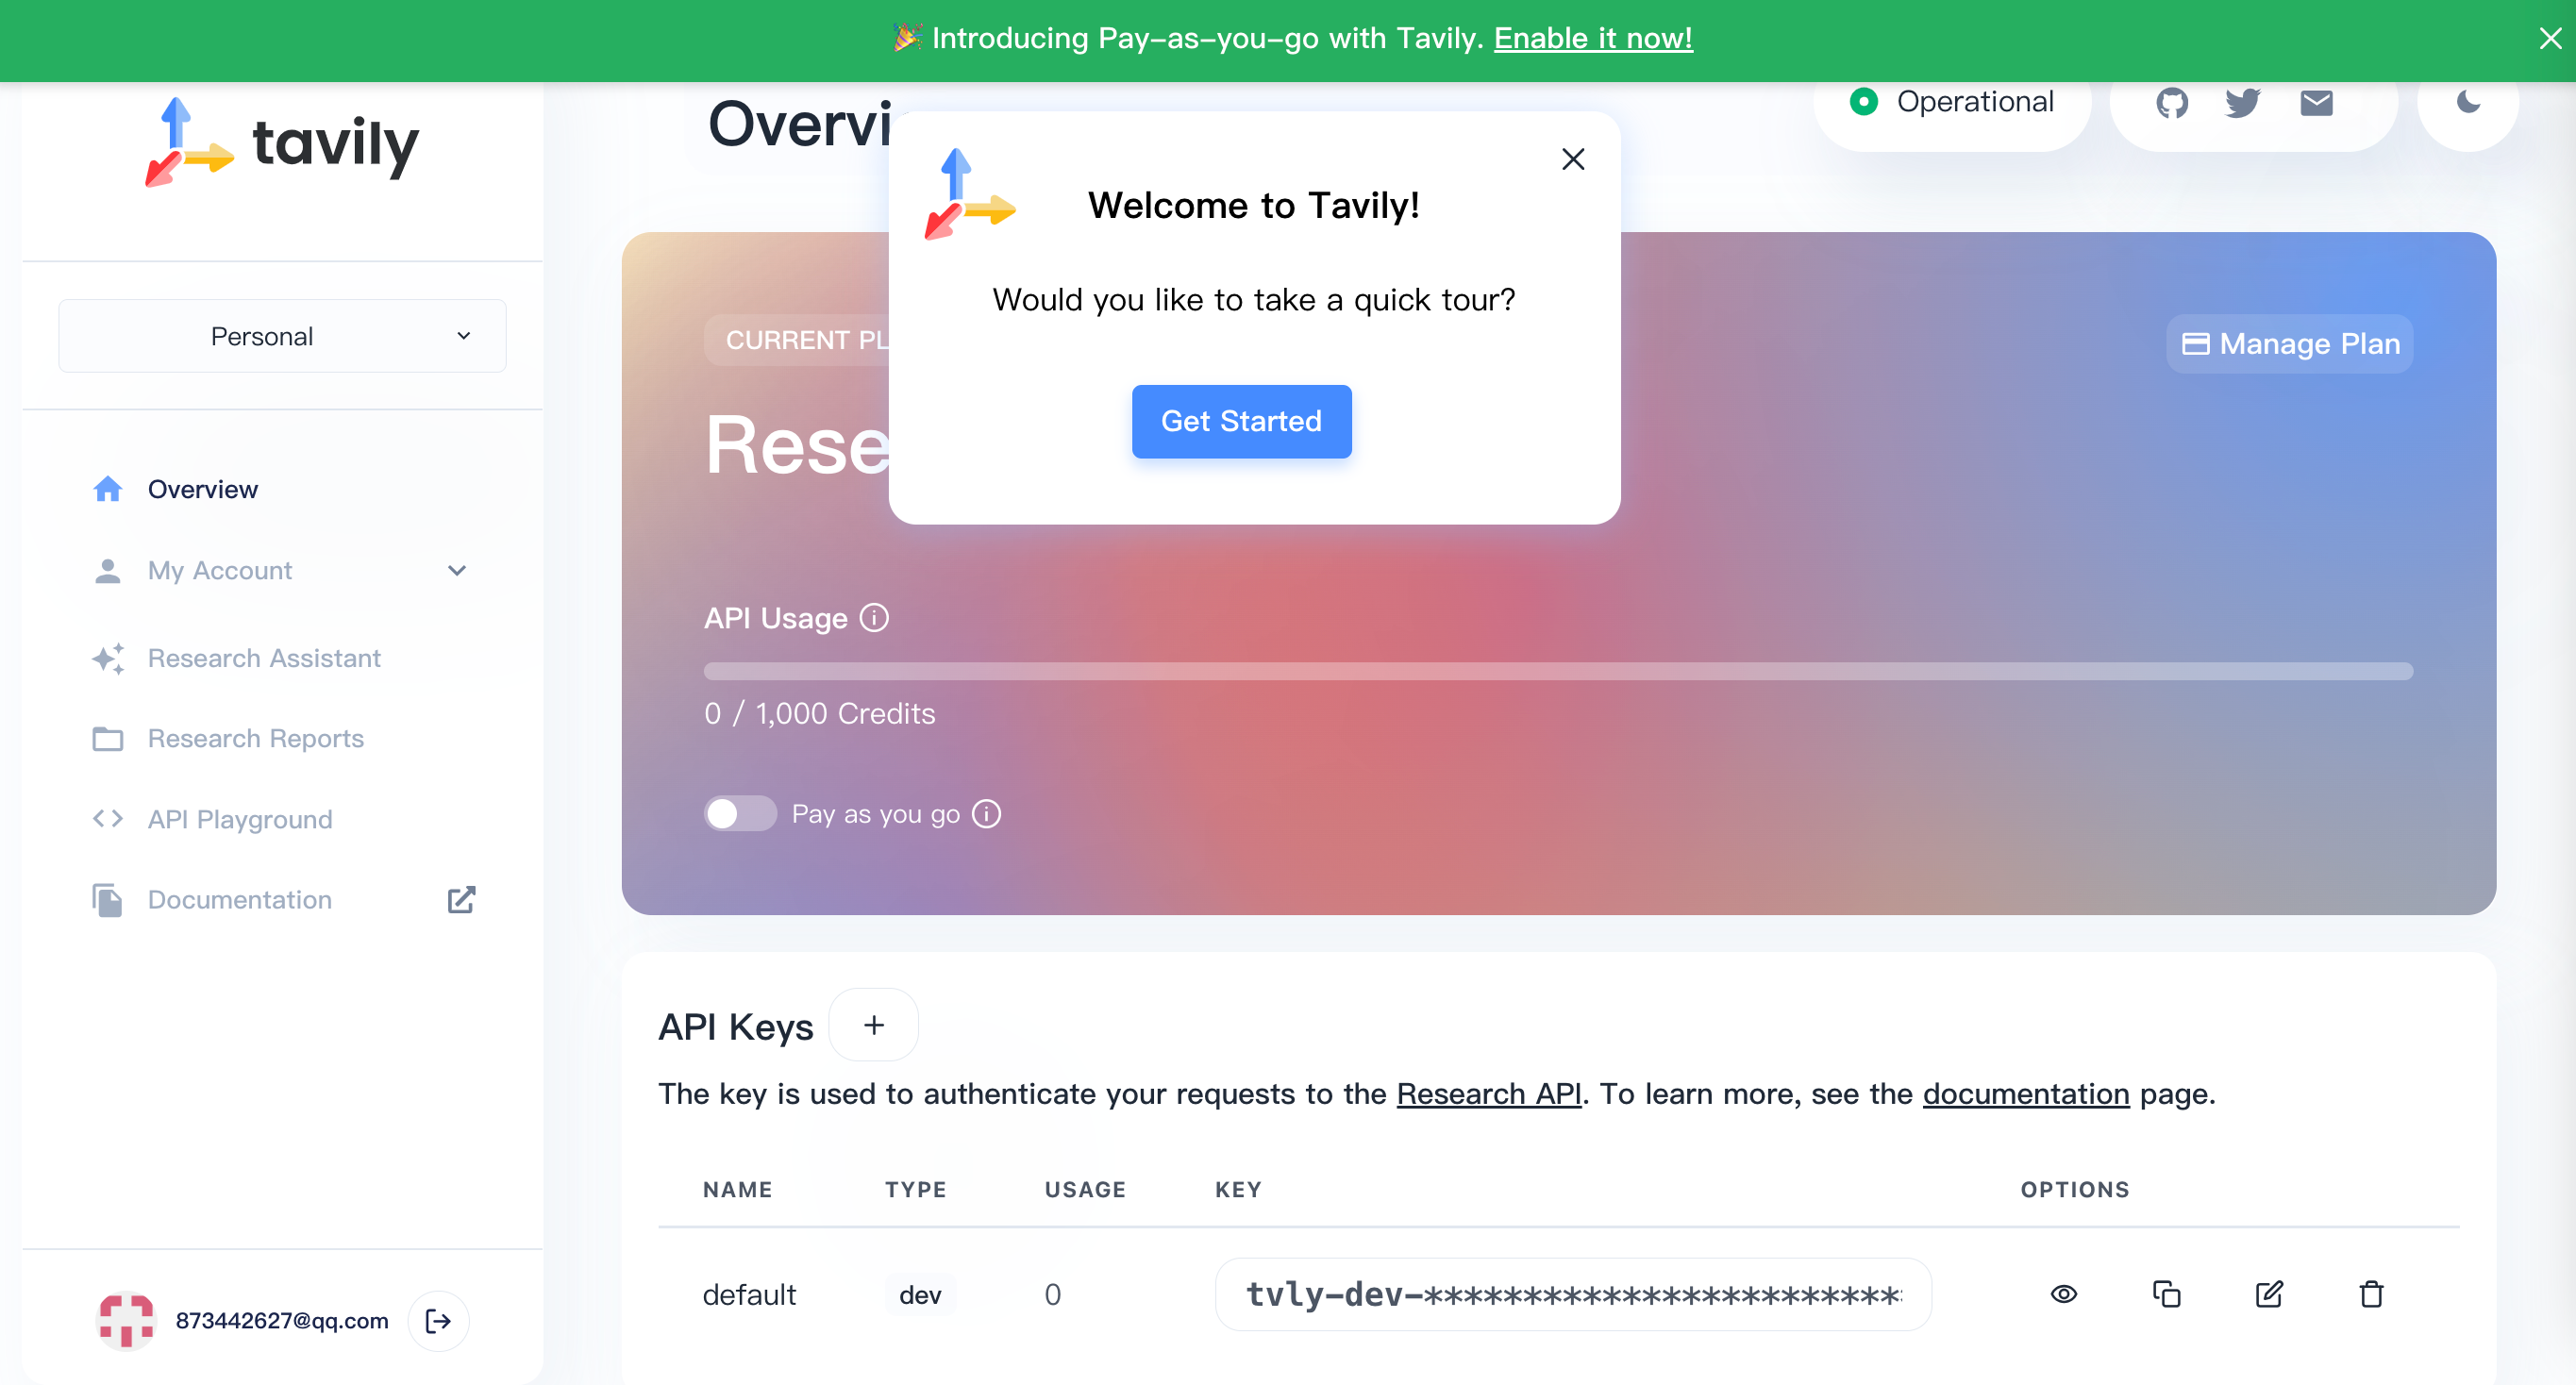 🎉 Introducing Pay-as-you-go with Tavily. Enable it now!
tavily
Personal
Overview
My Account
Research Assistant
Research Reports
API Playground
Documentation
873442627@qq.com
Operational
Welcome to Tavily!
Would you like to take a quick tour?
Get Started
CURRENT
Manage Plan
API Usage
0 / 1,000 Credits
Pay as you go
API Keys
The key is used to authenticate your requests to the Research API. To learn more, see the documentation page.
NAME TYPE USAGE KEY OPTIONS
default dev 0 tvly-dev-************************